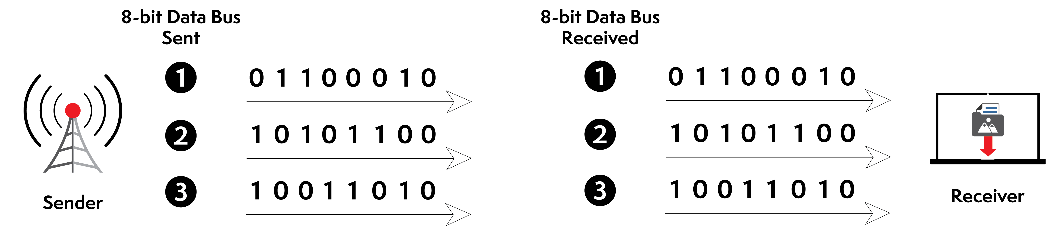 8-bit Data Bus
Sent
8-bit Data Bus
Received
1 0 1 1 0 0 0 1 0
1 0 1 1 0 0 0 1 0
2 1 0 1 0 1 1 0 0
2 1 0 1 0 1 1 0 0
3 1 0 0 1 1 0 1 0
3 1 0 0 1 1 0 1 0
Sender
Receiver